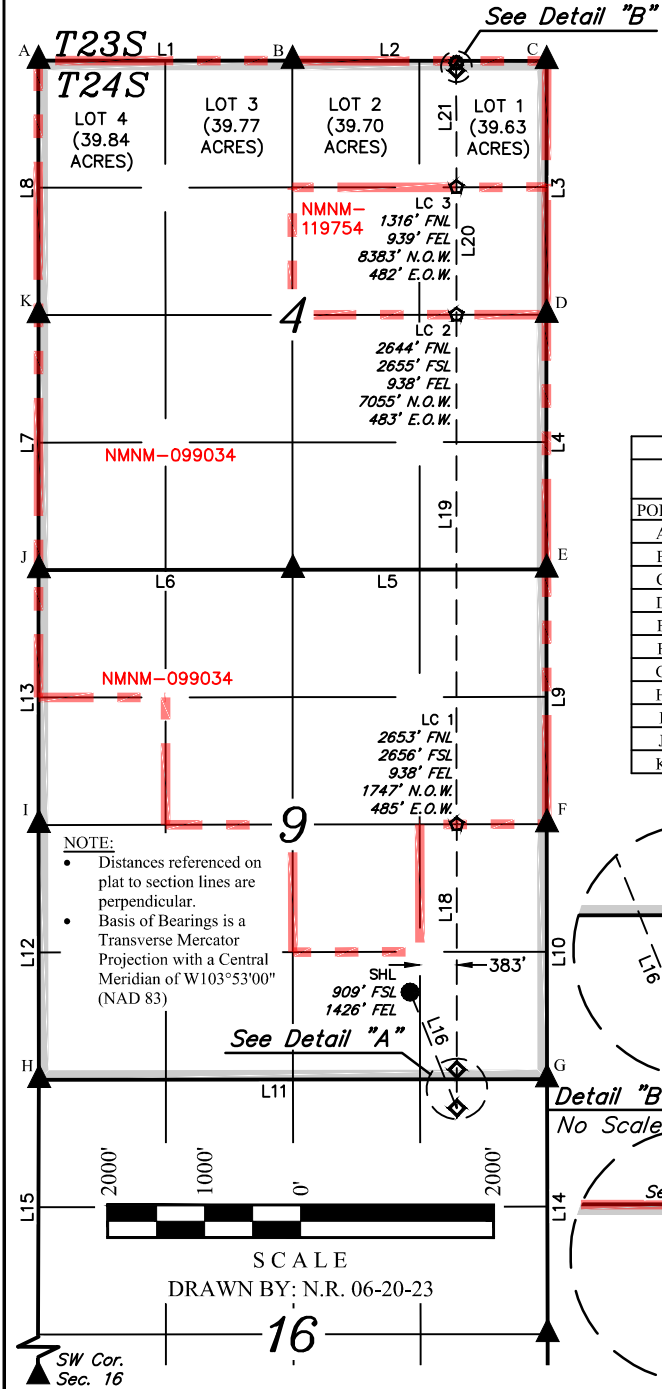 See Detail "B"
A
T23S
L1
B
L2
C
T24S
LOT 4
(39.84
ACRES)
LOT 3
(39.77
ACRES)
LOT 2
(39.70
ACRES)
L21
LOT 1
(39.63
ACRES)
L8
L3
NMNM-
119754
LC 3
1316' FNL
939' FEL
8383' N.O.W.
482' E.O.W.
L20
K
4
D
LC 2
2644' FNL
2655' FSL
938' FEL
7055' N.O.W.
483' E.O.W.
L7
L4
NMNM-099034
L19
J
L6
L5
E
NMNM-099034
L13
L9
LC 1
2653' FNL
2656' FSL
938' FEL
1747' N.O.W.
485' E.O.W.
I
9
F
NOTE:
• Distances referenced on
plat to section lines are
perpendicular.
• Basis of Bearings is a
Transverse Mercator
Projection with a Central
Meridian of W103°53'00"
(NAD 83)
L18
L12
L10
383'
SHL
909' FSL
1426' FEL
L16
See Detail "A"
H
L11
G
L16
Detail "B
No Scale
Se
2000'
1000'
0'
2000'
L15
L14
SCALE
DRAWN BY: N.R. 06-20-23
16
SW Cor.
Sec. 16
PO
A
C
D
G
H
J
K